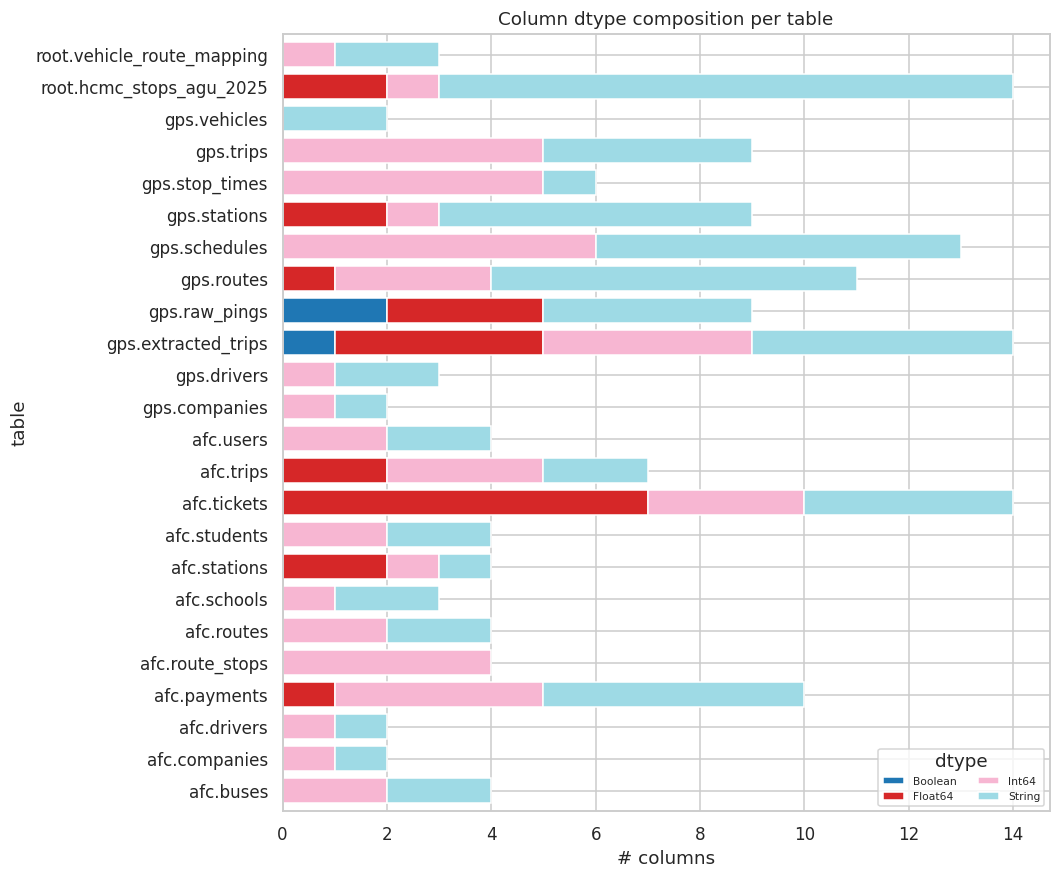 Column dtype composition per table
root.vehicle_route_mapping
root.hcmc_stops_agu_2025
gps.vehicles
gps.trips
gps.stop_times
gps.stations
gps.schedules
gps.routes
gps.raw_pings
gps.extracted_trips
gps.drivers
gps.companies
afc.users
afc.trips
afc.tickets
afc.students
afc.stations
afc.schools
afc.routes
afc.route_stops
afc.payments
afc.drivers
afc.companies
afc.buses
table
dtype
Boolean Int64
Float64 String
0 2 4 6 8 10 12 14
# columns